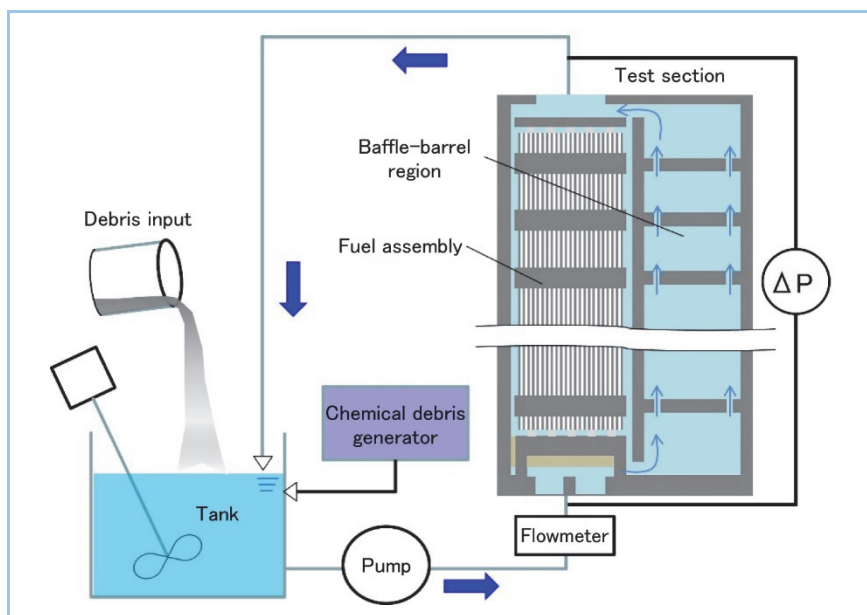 Test section
Baffle-barrel
region
Debris input
Fuel assembly
ΔP
Chemical debris
generator
Tank
Flowmeter
Pump